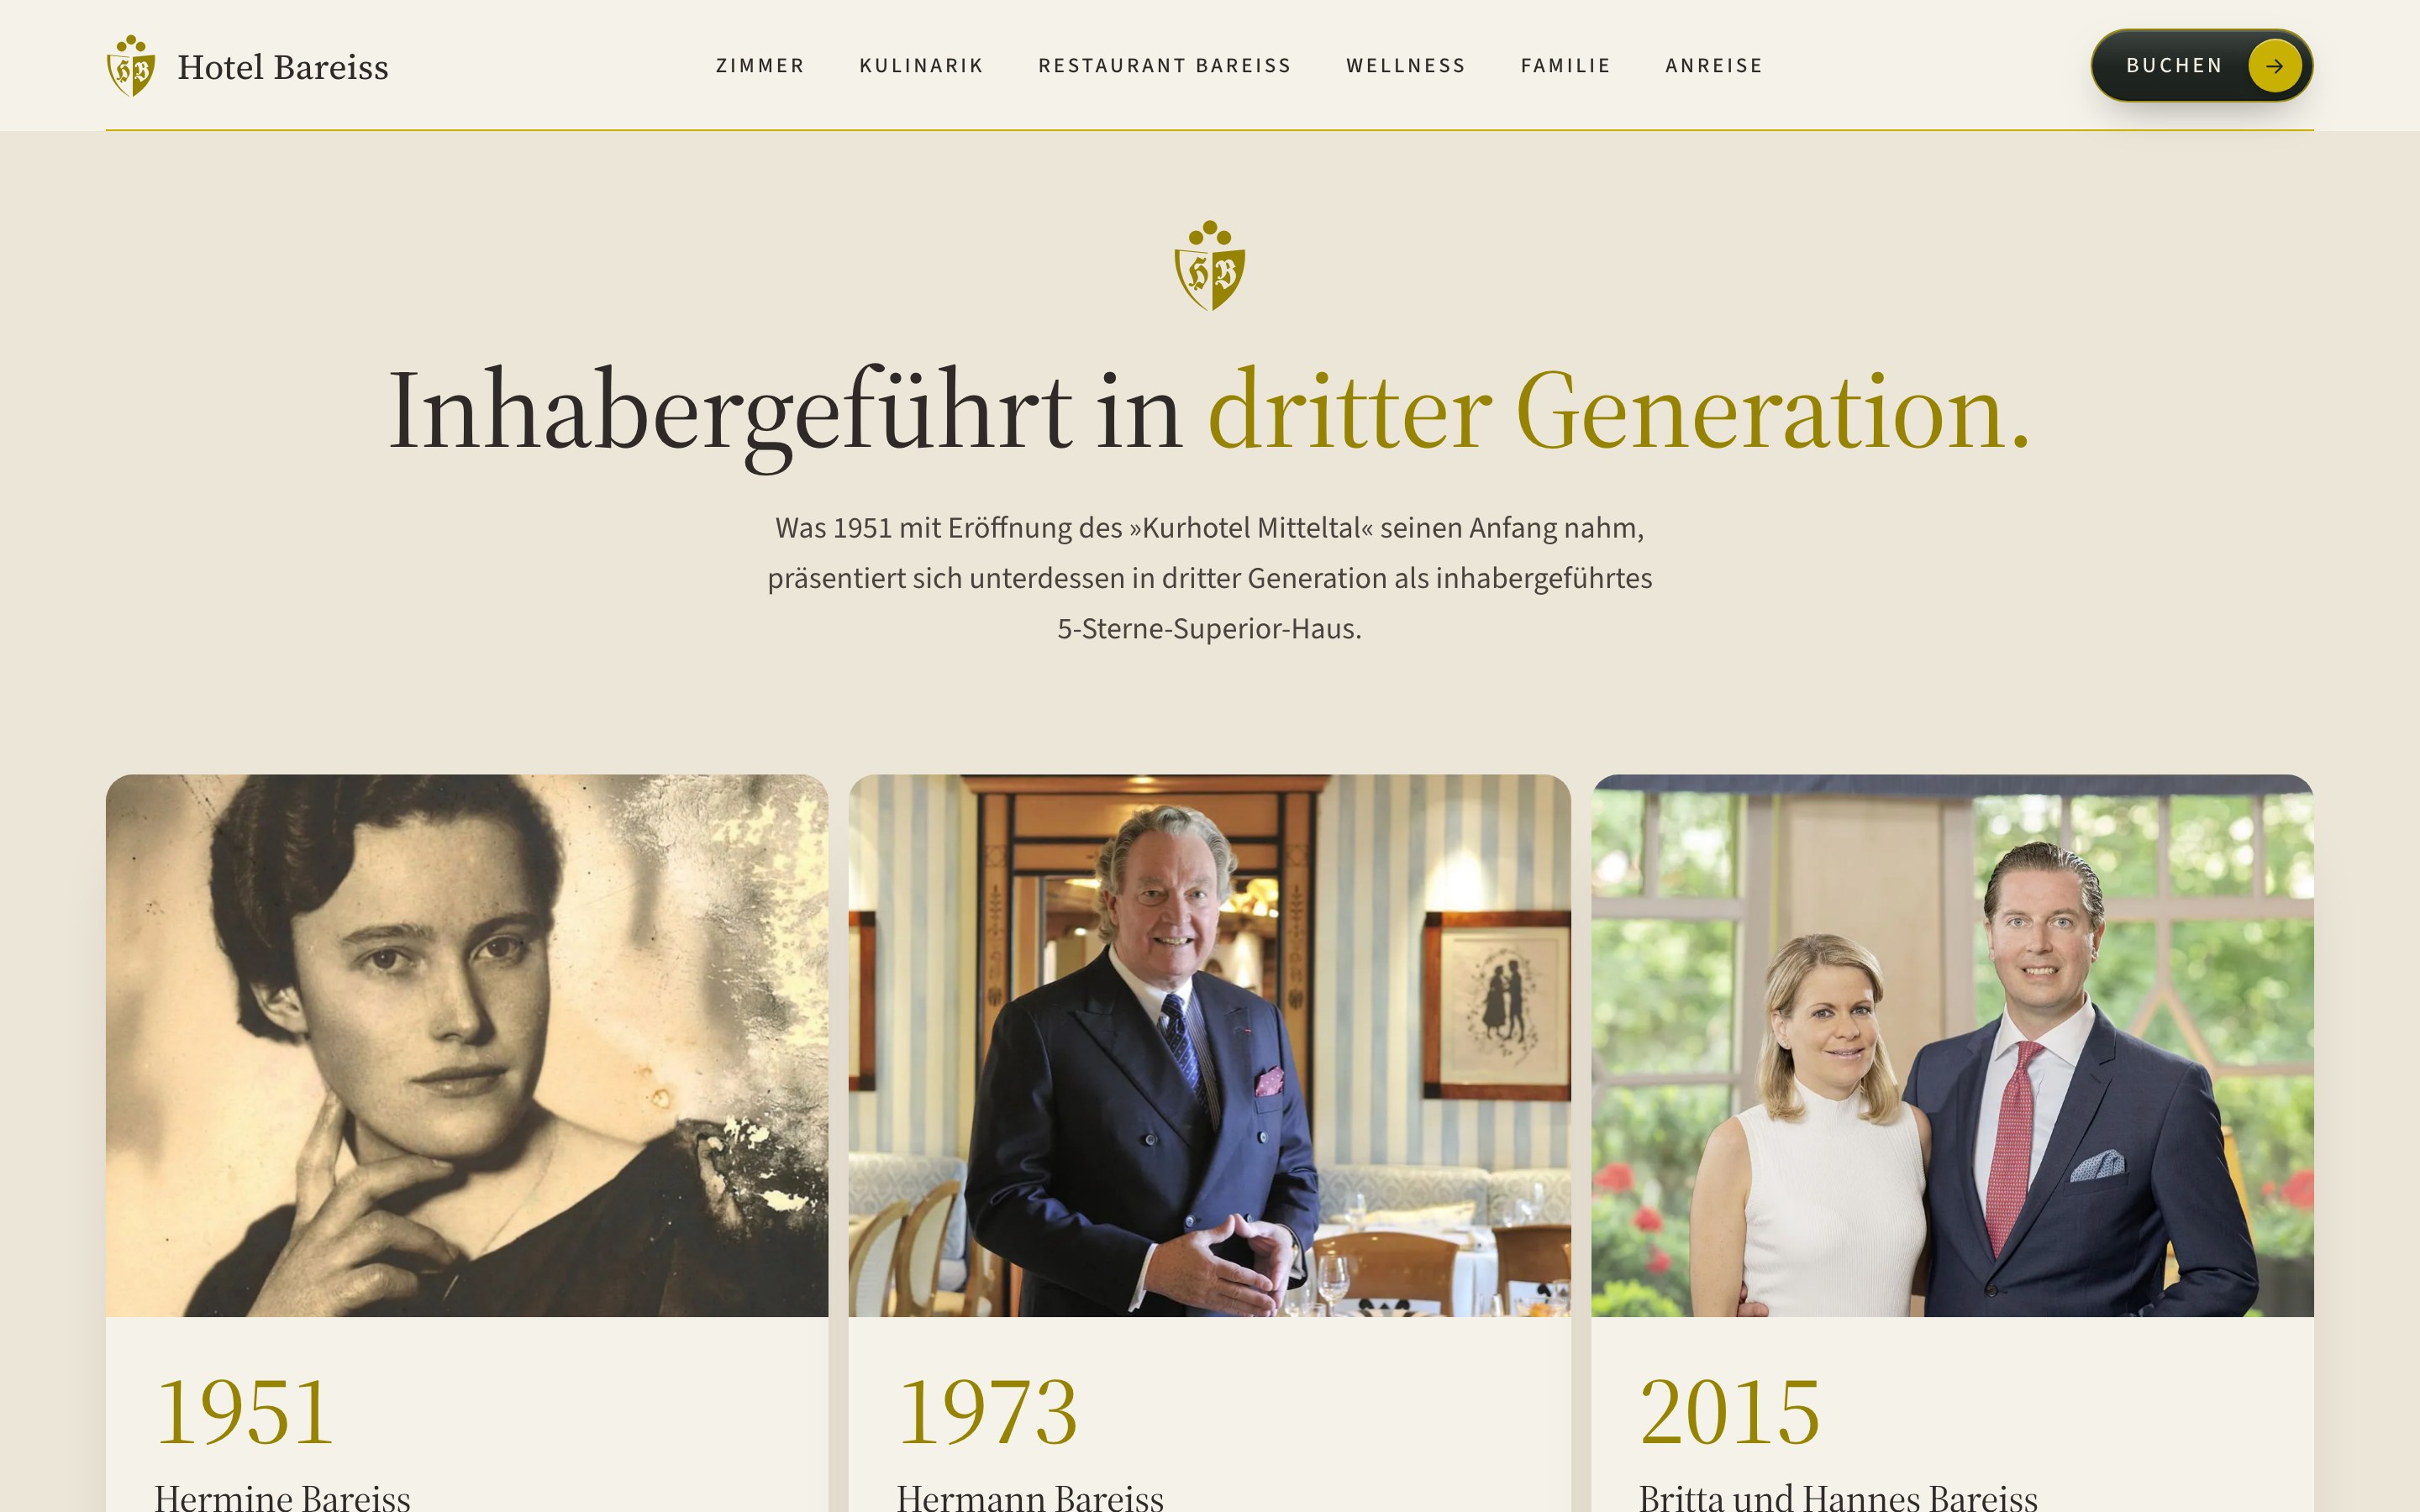 HB
Hotel Bareiss
ZIMMER
KULINARIK
RESTAURANT BAREISS
WELLNESS
FAMILIE
ANREISE
BUCHEN
HB
Inhabergeführt in dritter Generation.
Was 1951 mit Eröffnung des »Kurhotel Mitteltal« seinen Anfang nahm,
präsentiert sich unterdessen in dritter Generation als inhabergeführtes
5-Sterne-Superior-Haus.
1951
Hermine Bareiss
1973
Hermann Bareiss
2015
Britta und Hannes Bareiss